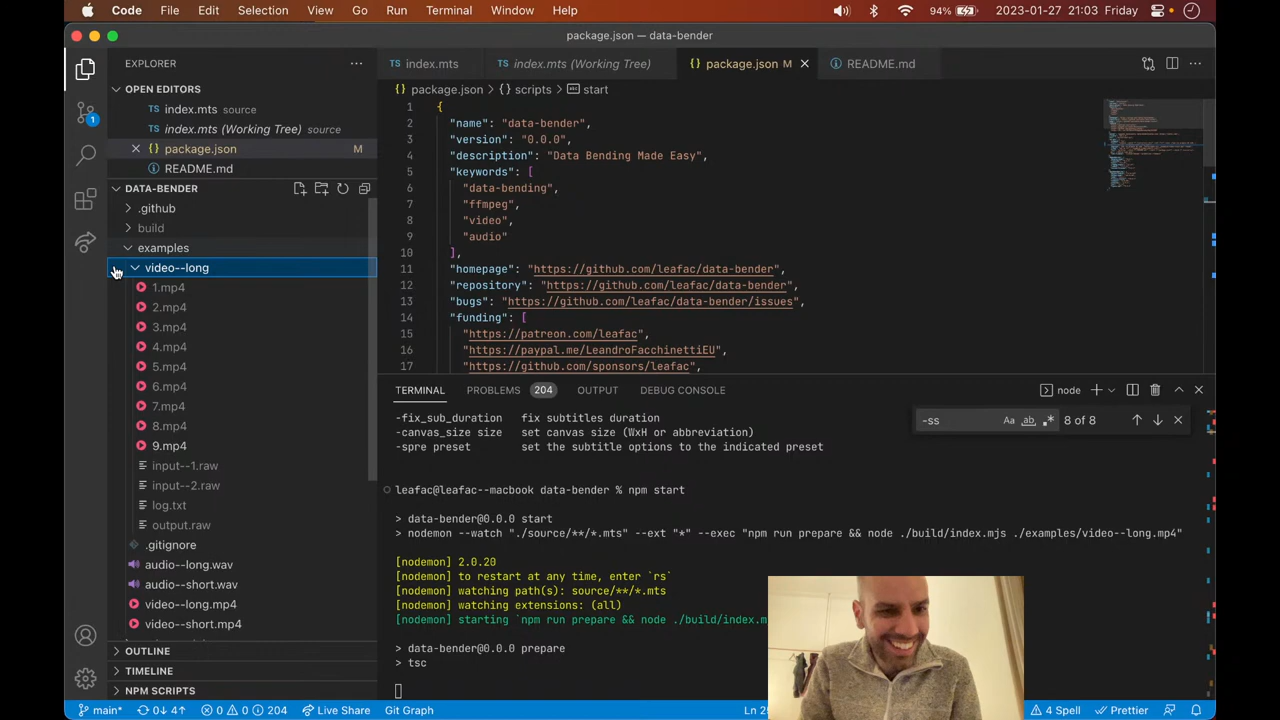 Code File Edit Selection View Go Run Terminal Window Help 94% 2023-01-27 21:03 Friday
package.json — data-bender
EXPLORER
OPEN EDITORS
index.mts source
index.mts (Working Tree) source
{} package.json M
README.md
DATA-BENDER
.github
build
examples
video--long
1.mp4
2.mp4
3.mp4
4.mp4
5.mp4
6.mp4
7.mp4
8.mp4
9.mp4
input--1.raw
input--2.raw
log.txt
output.raw
.gitignore
audio--long.wav
audio--short.wav
video--long.mp4
video--short.mp4
OUTLINE
TIMELINE
NPM SCRIPTS
TS index.mts TS index.mts (Working Tree) {} package.json M README.md
{} package.json > {} scripts > start
1 {
2 "name": "data-bender",
3 "version": "0.0.0",
4 "description": "Data Bending Made Easy",
5 "keywords": [
6 "data-bending",
7 "ffmpeg",
8 "video",
9 "audio"
10 ],
11 "homepage": "https://github.com/leafac/data-bender",
12 "repository": "https://github.com/leafac/data-bender",
13 "bugs": "https://github.com/leafac/data-bender/issues",
14 "funding": [
15 "https://patreon.com/leafac",
16 "https://paypal.me/LeandroFacchinettiEU",
17 "https://github.com/sponsors/leafac",
TERMINAL PROBLEMS 204 OUTPUT DEBUG CONSOLE node
-ss Aa ab 8 of 8
-fix_sub_duration fix subtitles duration
-canvas_size size set canvas size (WxH or abbreviation)
-spre preset set the subtitle options to the indicated preset
leafac@leafac--macbook data-bender % npm start
> data-bender@0.0.0 start
> nodemon --watch "./source/**/*.mts" --ext "*" --exec "npm run prepare && node ./build/index.mjs ./examples/video--long.mp4"
[nodemon] 2.0.20
[nodemon] to restart at any time, enter `rs`
[nodemon] watching path(s): source/**/*.mts
[nodemon] watching extensions: (all)
[nodemon] starting `npm run prepare && node ./build/index.m
> data-bender@0.0.0 prepare
> tsc
main* 0↓ 4↑ 0 0 204 Live Share Git Graph Ln 4 Spell Prettier
1